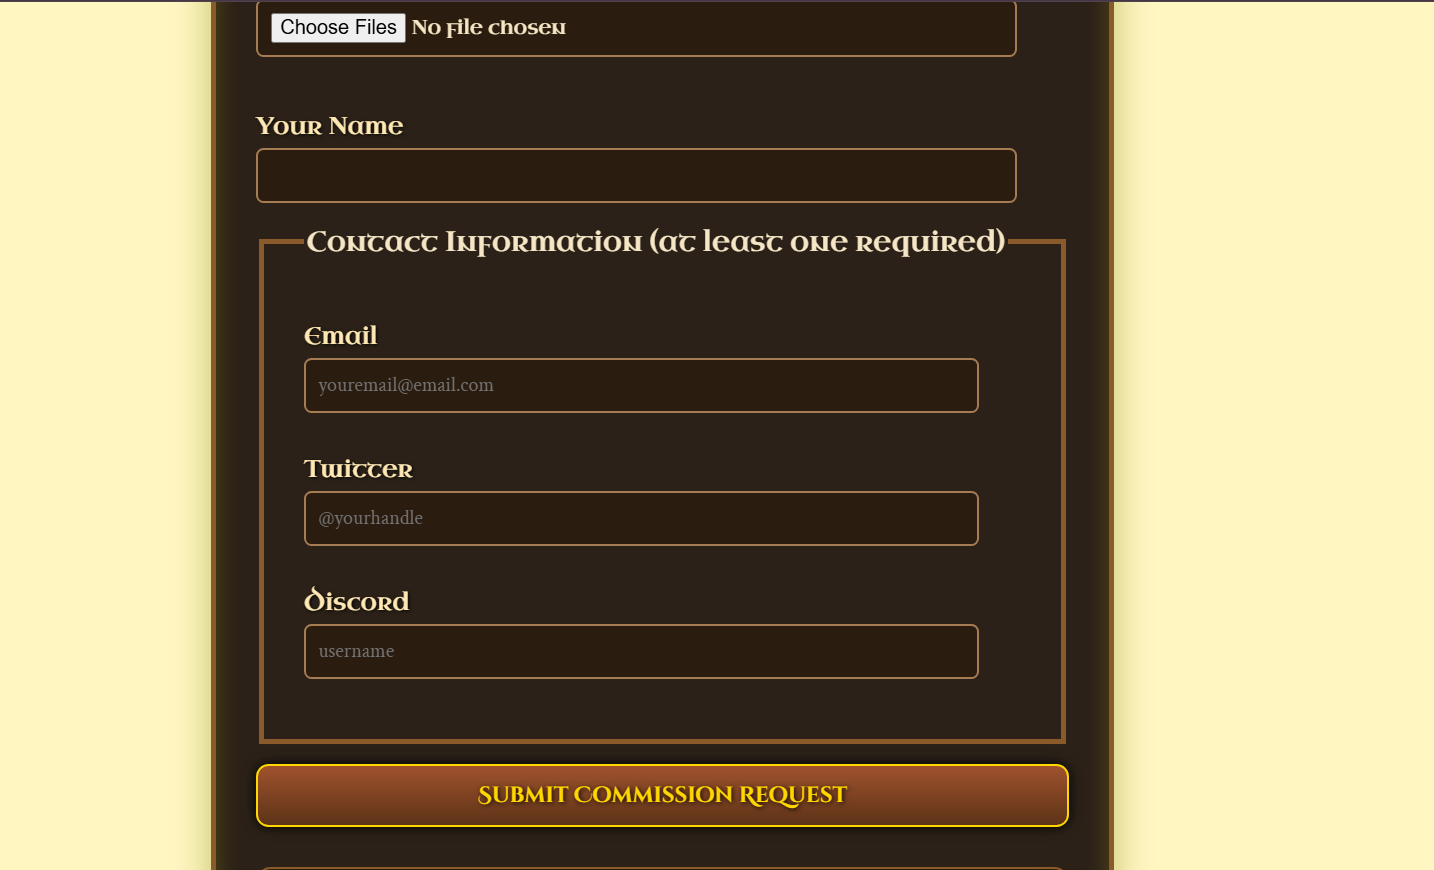 Choose Files No file chosen
Your Name
Contact Information (at least one required)
Email
youremail@email.com
Twitter
@yourhandle
Discord
username
Submit Commission Request